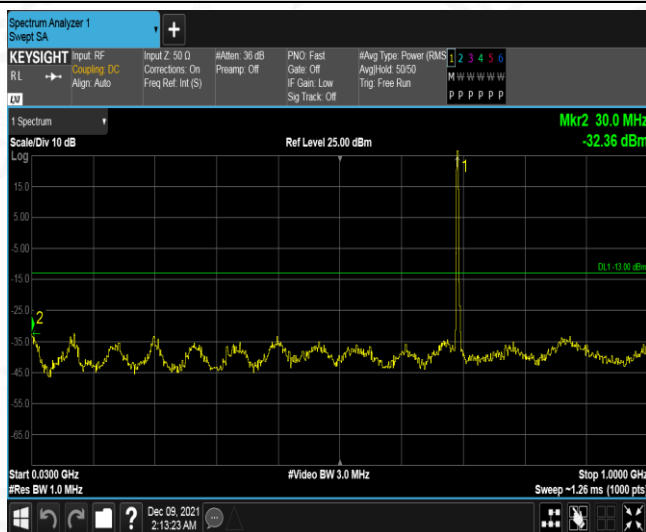 Spectrum Analyzer 1
Swept SA
+
KEYSIGHT Input: RF Input Z: 50 Ω #Atten: 36 dB PNO: Fast #Avg Type: Power (RMS 1 2 3 4 5 6
RL Coupling: DC Corrections: On Preamp: Off Gate: Off Avg|Hold: 50/50 M W W W W W
Align: Auto Freq Ref: Int (S) IF Gain: Low Trig: Free Run
Sig Track: Off P P P P P P
LXI
1 Spectrum Mkr2 30.0 MHz
Scale/Div 10 dB Ref Level 25.00 dBm -32.36 dBm
Log
1
15.0
5.00
-5.00
DL1 -13.00 dBm
-15.0
2
-25.0
-35.0
-45.0
-55.0
-65.0
Start 0.0300 GHz #Video BW 3.0 MHz Stop 1.0000 GHz
#Res BW 1.0 MHz Sweep ~1.26 ms (1000 pts)
? Dec 09, 2021
2:13:23 AM